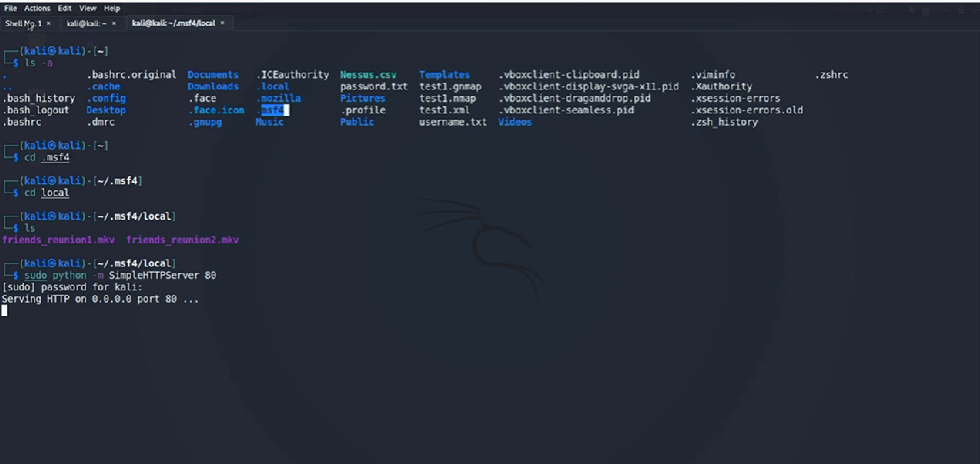 File Actions Edit View Help
Shell No.1 × kali@kali: ~ × kali@kali: ~/.msf4/local ×
┌──(kali㉿kali)-[~]
└─$ ls -a
. .bashrc.original Documents .ICEauthority Nessus.csv Templates .vboxclient-clipboard.pid .viminfo .zshrc
.. .cache Downloads .local password.txt test1.gnmap .vboxclient-display-svga-x11.pid .Xauthority
.bash_history .config .face .mozilla Pictures test1.nmap .vboxclient-draganddrop.pid .xsession-errors
.bash_logout Desktop .face.icon .msf4 .profile test1.xml .vboxclient-seamless.pid .xsession-errors.old
.bashrc .dmrc .gnupg Music Public username.txt Videos .zsh_history
┌──(kali㉿kali)-[~]
└─$ cd .msf4
┌──(kali㉿kali)-[~/.msf4]
└─$ cd local
┌──(kali㉿kali)-[~/.msf4/local]
└─$ ls
friends_reunion1.mkv friends_reunion2.mkv
┌──(kali㉿kali)-[~/.msf4/local]
└─$ sudo python -m SimpleHTTPServer 80
[sudo] password for kali:
Serving HTTP on 0.0.0.0 port 80 ...